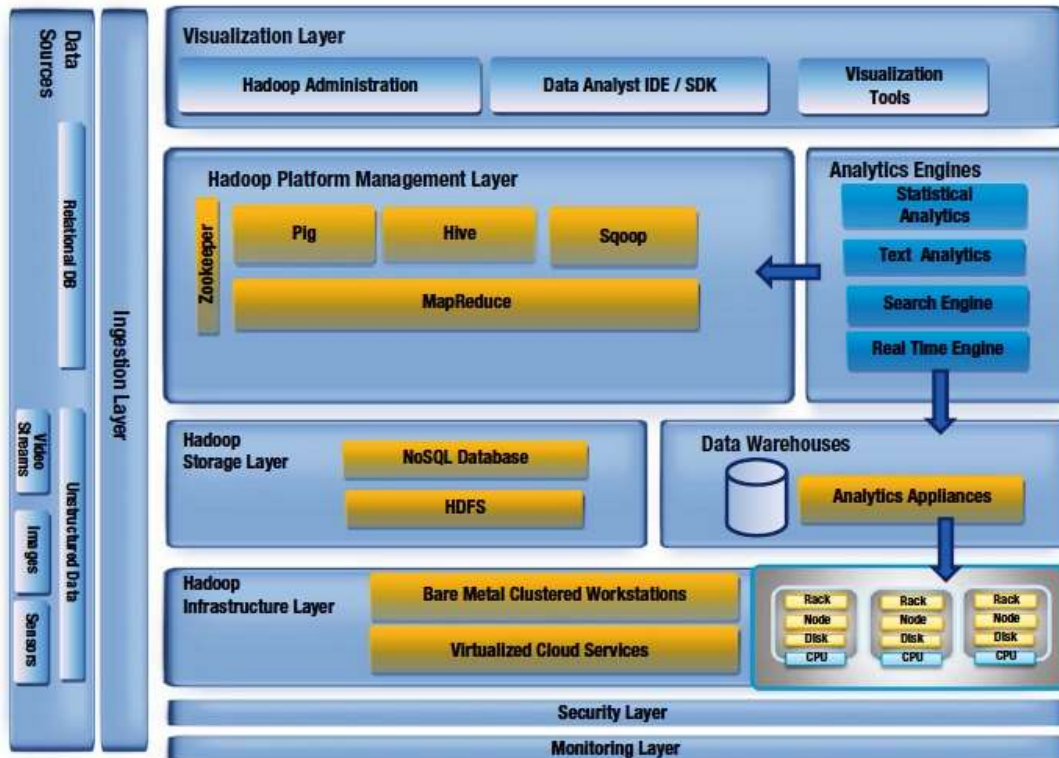 Data
Sources
Relational DB
Unstructured Data
Video
Streams
Images
Sensors
Ingestion Layer
Visualization Layer
Hadoop Administration
Data Analyst IDE / SDK
Visualization
Tools
Hadoop Platform Management Layer
Zookeeper
Pig
Hive
Sqoop
MapReduce
Analytics Engines
Statistical
Analytics
Text Analytics
Search Engine
Real Time Engine
Hadoop
Storage Layer
NoSQL Database
HDFS
Data Warehouses
Analytics Appliances
Hadoop
Infrastructure Layer
Bare Metal Clustered Workstations
Virtualized Cloud Services
Rack
Node
Disk
CPU
Rack
Node
Disk
CPU
Rack
Node
Disk
CPU
Security Layer
Monitoring Layer